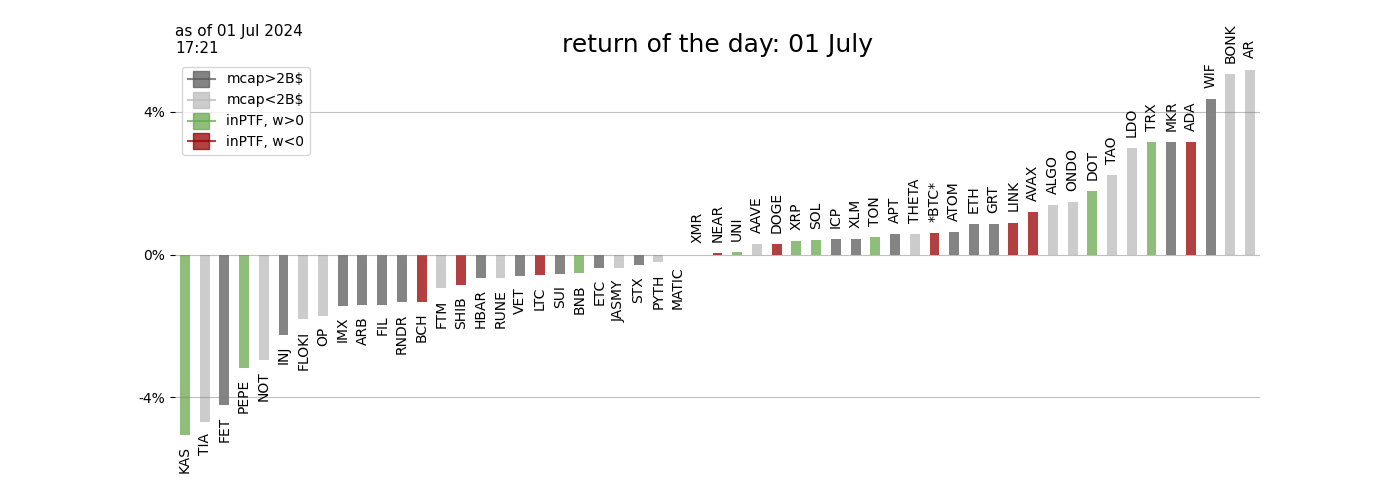 as of 01 Jul 2024
17:21
return of the day: 01 July
mcap>2B$
mcap<2B$
inPTF, w>0
inPTF, w<0
4%
0%
-4%
KAS
TIA
FET
PEPE
NOT
INJ
FLOKI
OP
IMX
ARB
FIL
RNDR
BCH
FTM
SHIB
HBAR
RUNE
VET
LTC
SUI
BNB
ETC
JASMY
STX
PYTH
MATIC
XMR
NEAR
UNI
AAVE
DOGE
XRP
SOL
ICP
XLM
TON
APT
THETA
*BTC*
ATOM
ETH
GRT
LINK
AVAX
ALGO
ONDO
DOT
TAO
LDO
TRX
MKR
ADA
WIF
BONK
AR